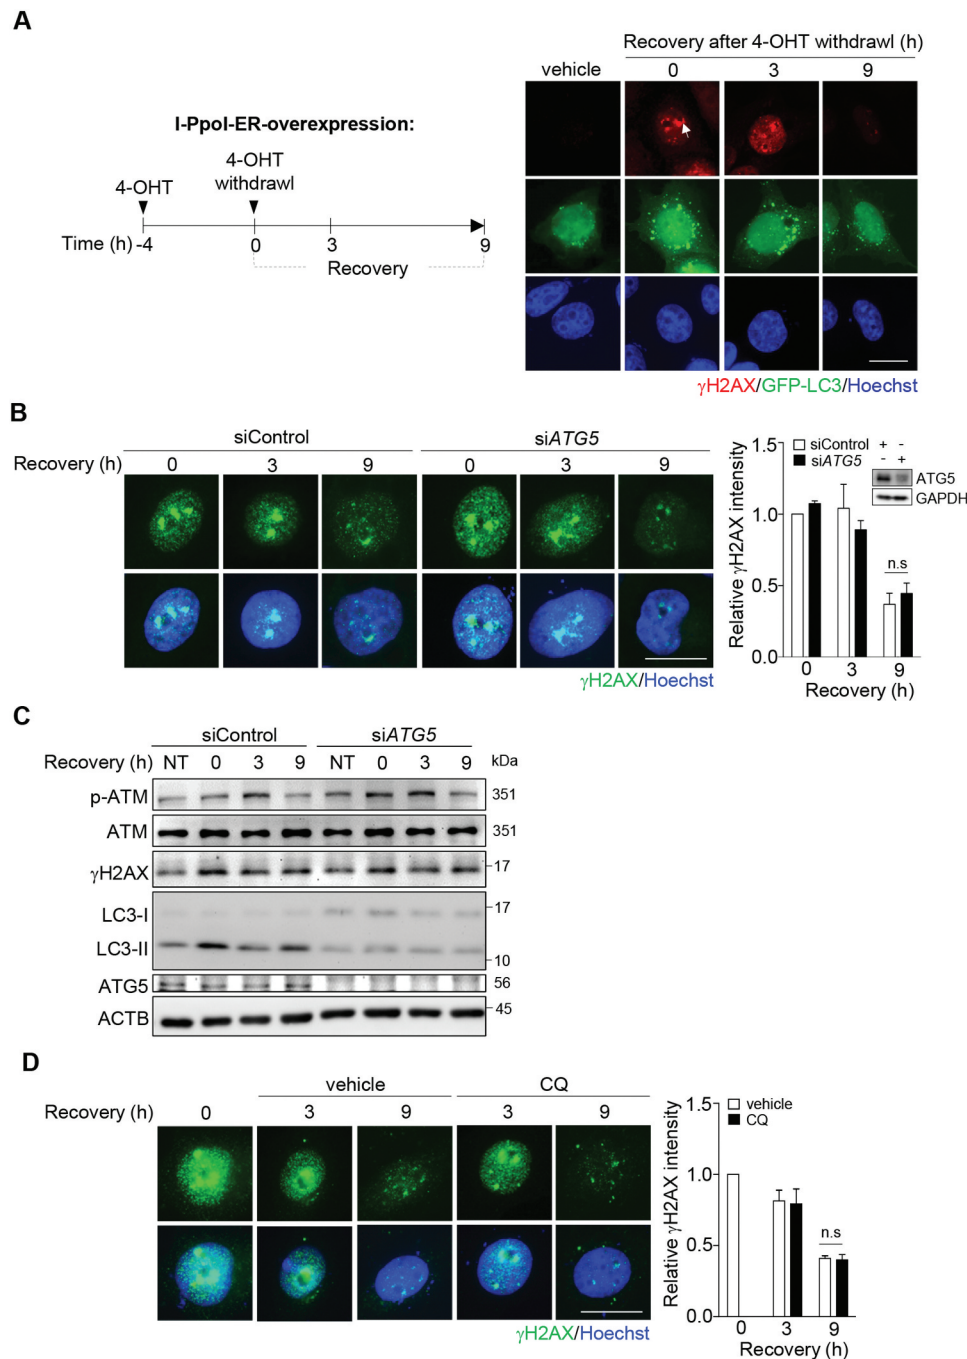 A
Recovery after 4-OHT withdrawl (h)
vehicle 0 3 9
I-PpoI-ER-overexpression:
4-OHT
4-OHT
withdrawl
Time (h) -4 0 3 9
Recovery
γH2AX/GFP-LC3/Hoechst
B
siControl siATG5
Recovery (h) 0 3 9 0 3 9
γH2AX/Hoechst
Relative γH2AX intensity
1.5
1.0
0.5
0.0
siControl + -
siATG5 - +
ATG5
GAPDH
n.s
0 3 9
Recovery (h)
C
siControl siATG5
Recovery (h) NT 0 3 9 NT 0 3 9 kDa
p-ATM 351
ATM 351
γH2AX 17
LC3-I 17
LC3-II 10
ATG5 56
ACTB 45
D
vehicle CQ
Recovery (h) 0 3 9 3 9
γH2AX/Hoechst
Relative γH2AX intensity
1.5
1.0
0.5
0.0
vehicle
CQ
n.s
0 3 9
Recovery (h)